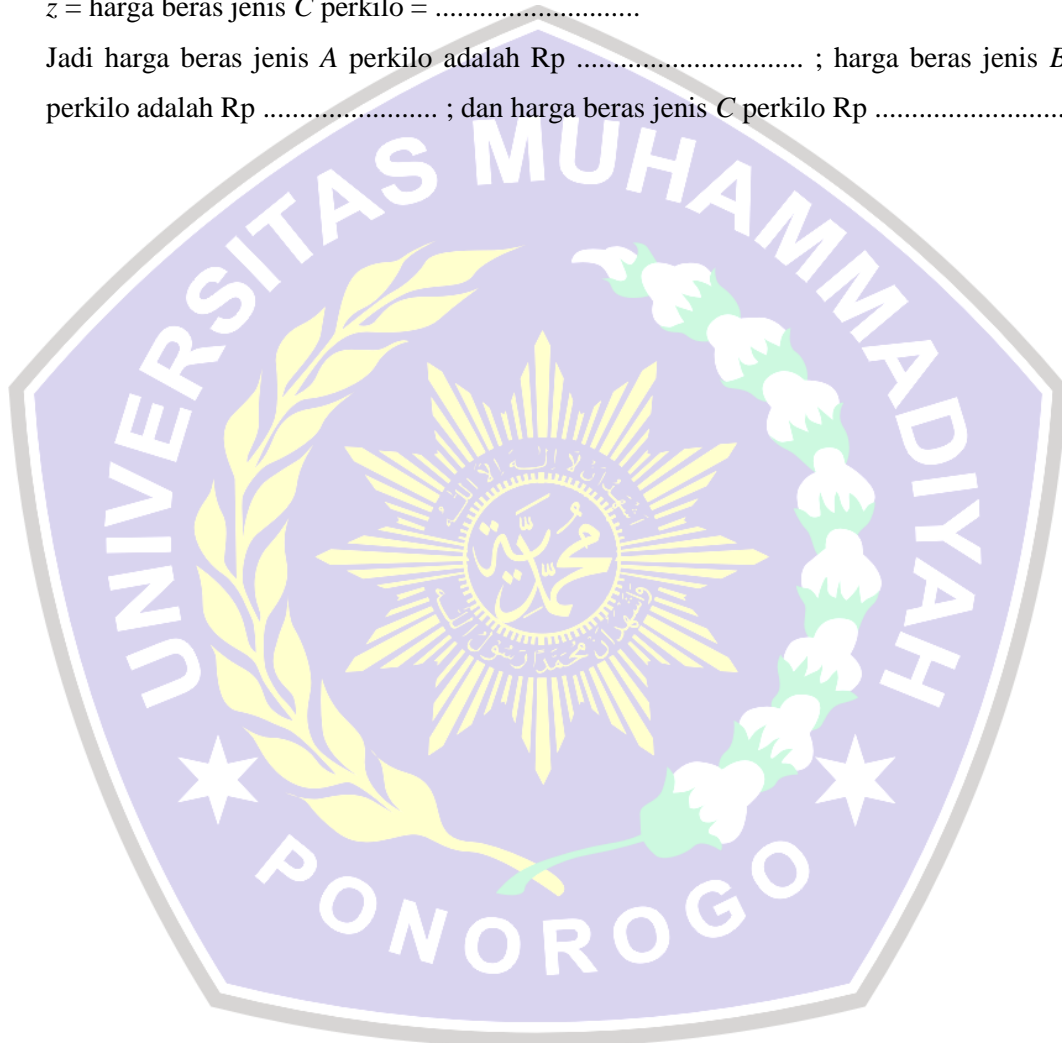 z = harga beras jenis C perkilo = ............................
Jadi harga beras jenis A perkilo adalah Rp ............................... ; harga beras jenis B
perkilo adalah Rp ........................ ; dan harga beras jenis C perkilo Rp ..........................
UNIVERSITAS MUHAMMADIYAH
محمدية
PONOROGO